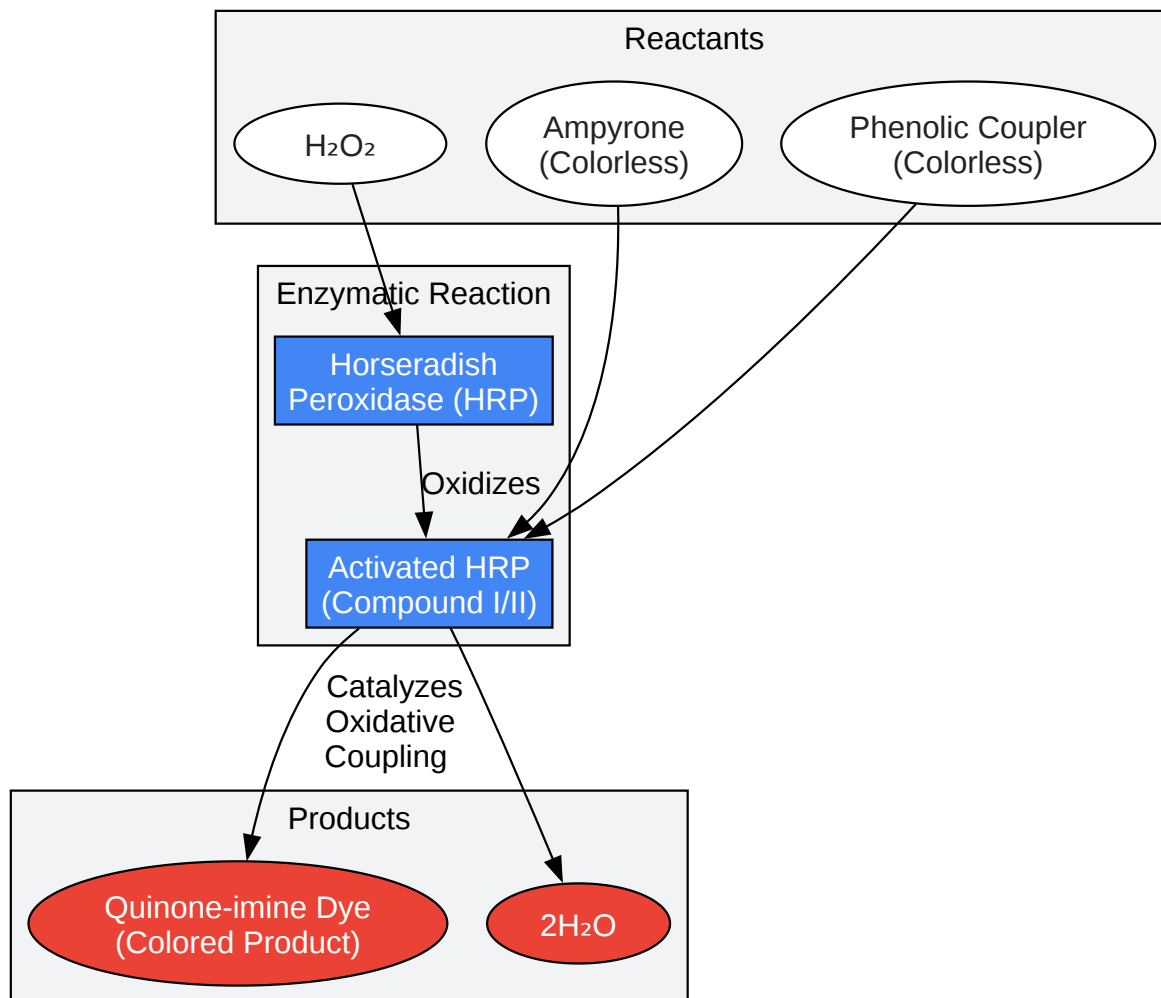 Reactants
H₂O₂
Ampyrone
(Colorless)
Phenolic Coupler
(Colorless)
Enzymatic Reaction
Horseradish
Peroxidase (HRP)
Oxidizes
Activated HRP
(Compound I/II)
Catalyzes
Oxidative
Coupling
Products
Quinone-imine Dye
(Colored Product)
2H₂O